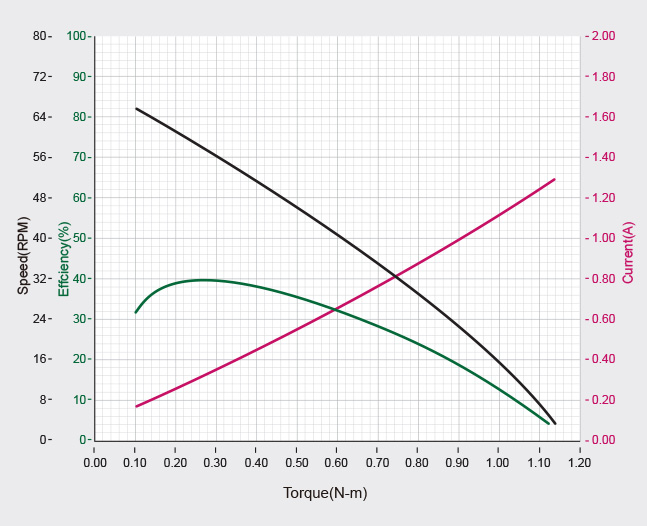 80- 100- - 2.00
72- 90- - 1.80
64- 80- - 1.60
56- 70- - 1.40
48- 60- - 1.20
40- 50- - 1.00
32- 40- - 0.80
24- 30- - 0.60
16- 20- - 0.40
8- 10- - 0.20
0- 0- - 0.00
Speed(RPM)
Effciency(%)
Current(A)
0.00 0.10 0.20 0.30 0.40 0.50 0.60 0.70 0.80 0.90 1.00 1.10 1.20
Torque(N-m)